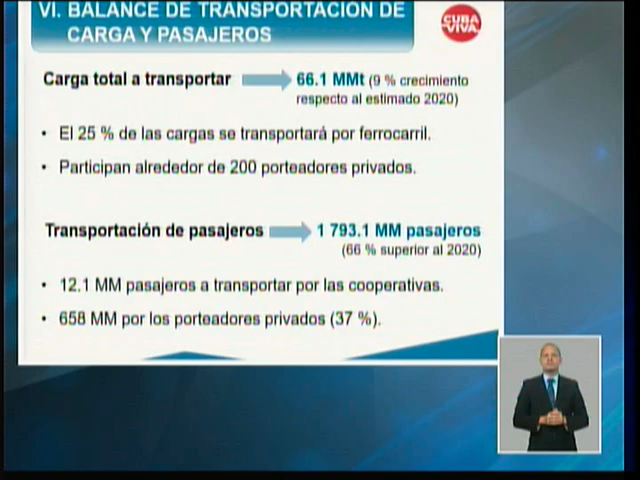 VI. BALANCE DE TRANSPORTACIÓN DE
CARGA Y PASAJEROS
CUBA
VIVA
Carga total a transportar 66.1 MMt (9 % crecimiento
respecto al estimado 2020)
• El 25 % de las cargas se transportará por ferrocarril.
• Participan alrededor de 200 porteadores privados.
Transportación de pasajeros 1 793.1 MM pasajeros
(66 % superior al 2020)
• 12.1 MM pasajeros a transportar por las cooperativas.
• 658 MM por los porteadores privados (37 %).